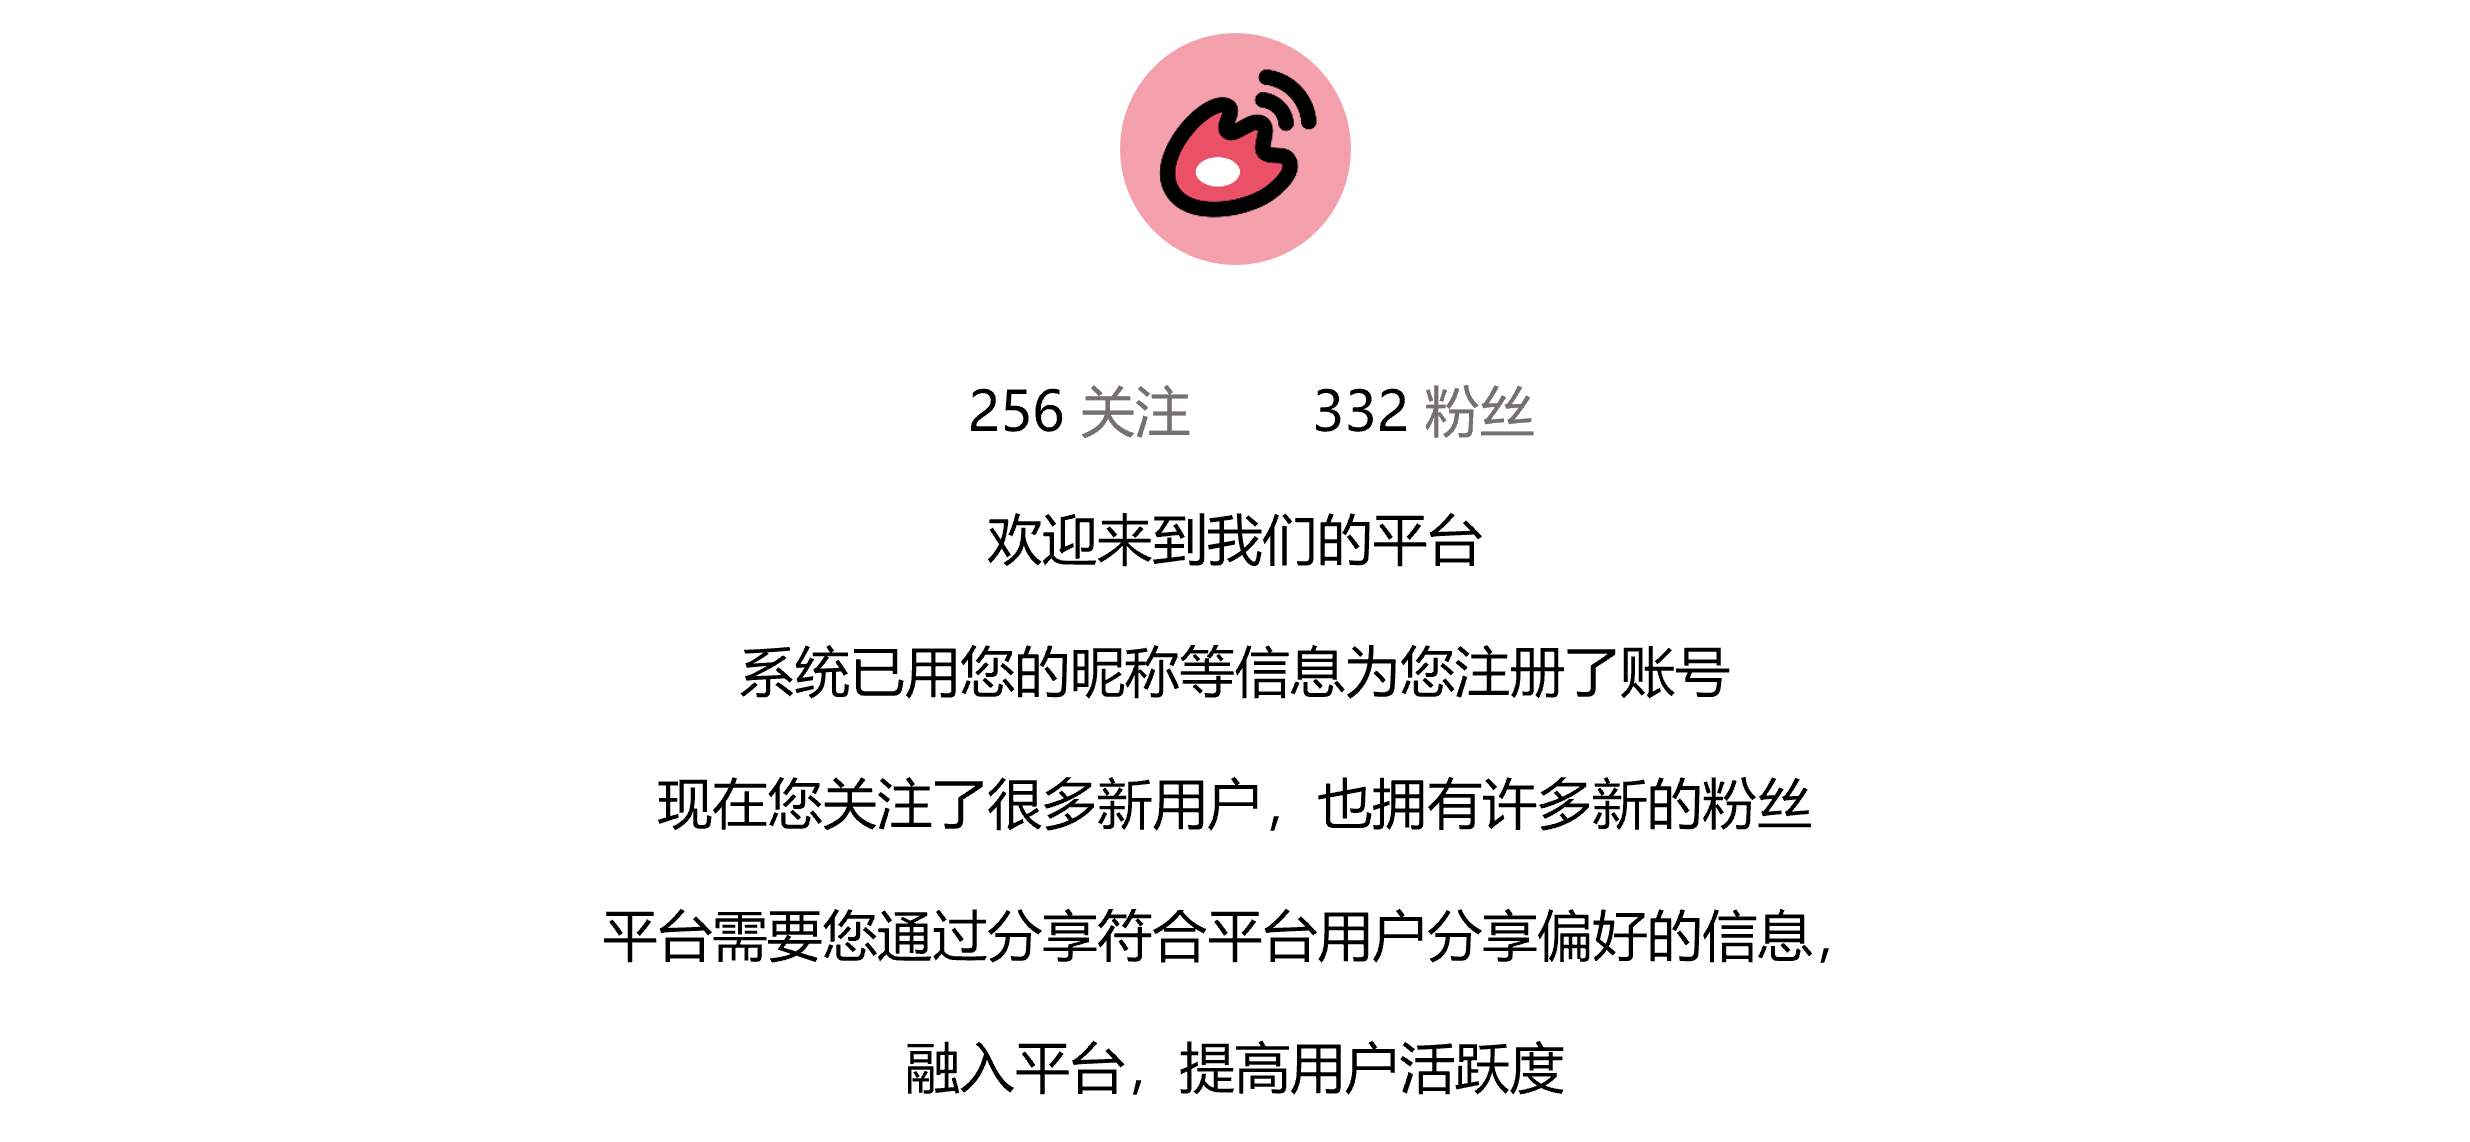 256 关注 332 粉丝
欢迎来到我们的平台
系统已用您的昵称等信息为您注册了账号
现在您关注了很多新用户，也拥有许多新的粉丝
平台需要您通过分享符合平台用户分享偏好的信息，
融入平台，提高用户活跃度